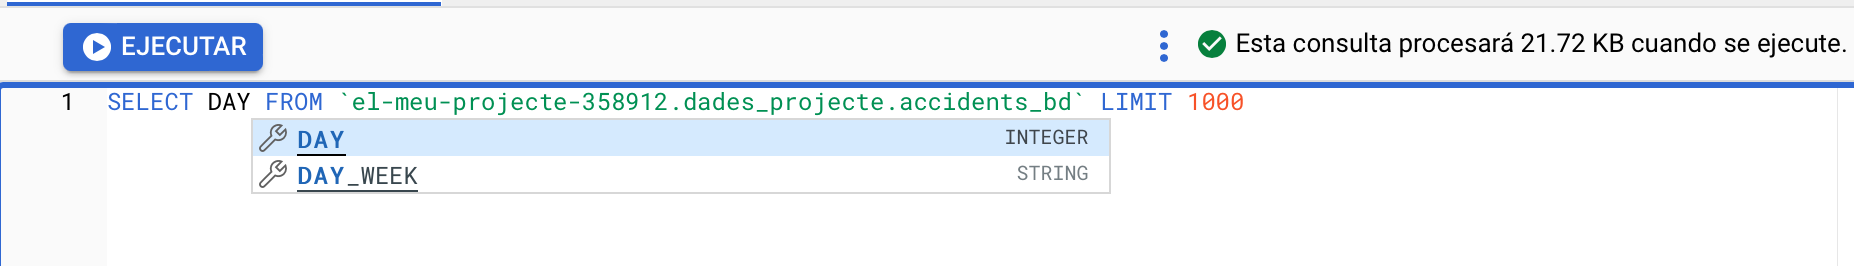 EJECUTAR
Esta consulta procesará 21.72 KB cuando se ejecute.
1 SELECT DAY FROM `el-meu-projecte-358912.dades_projecte.accidents_bd` LIMIT 1000
DAY INTEGER
DAY_WEEK STRING